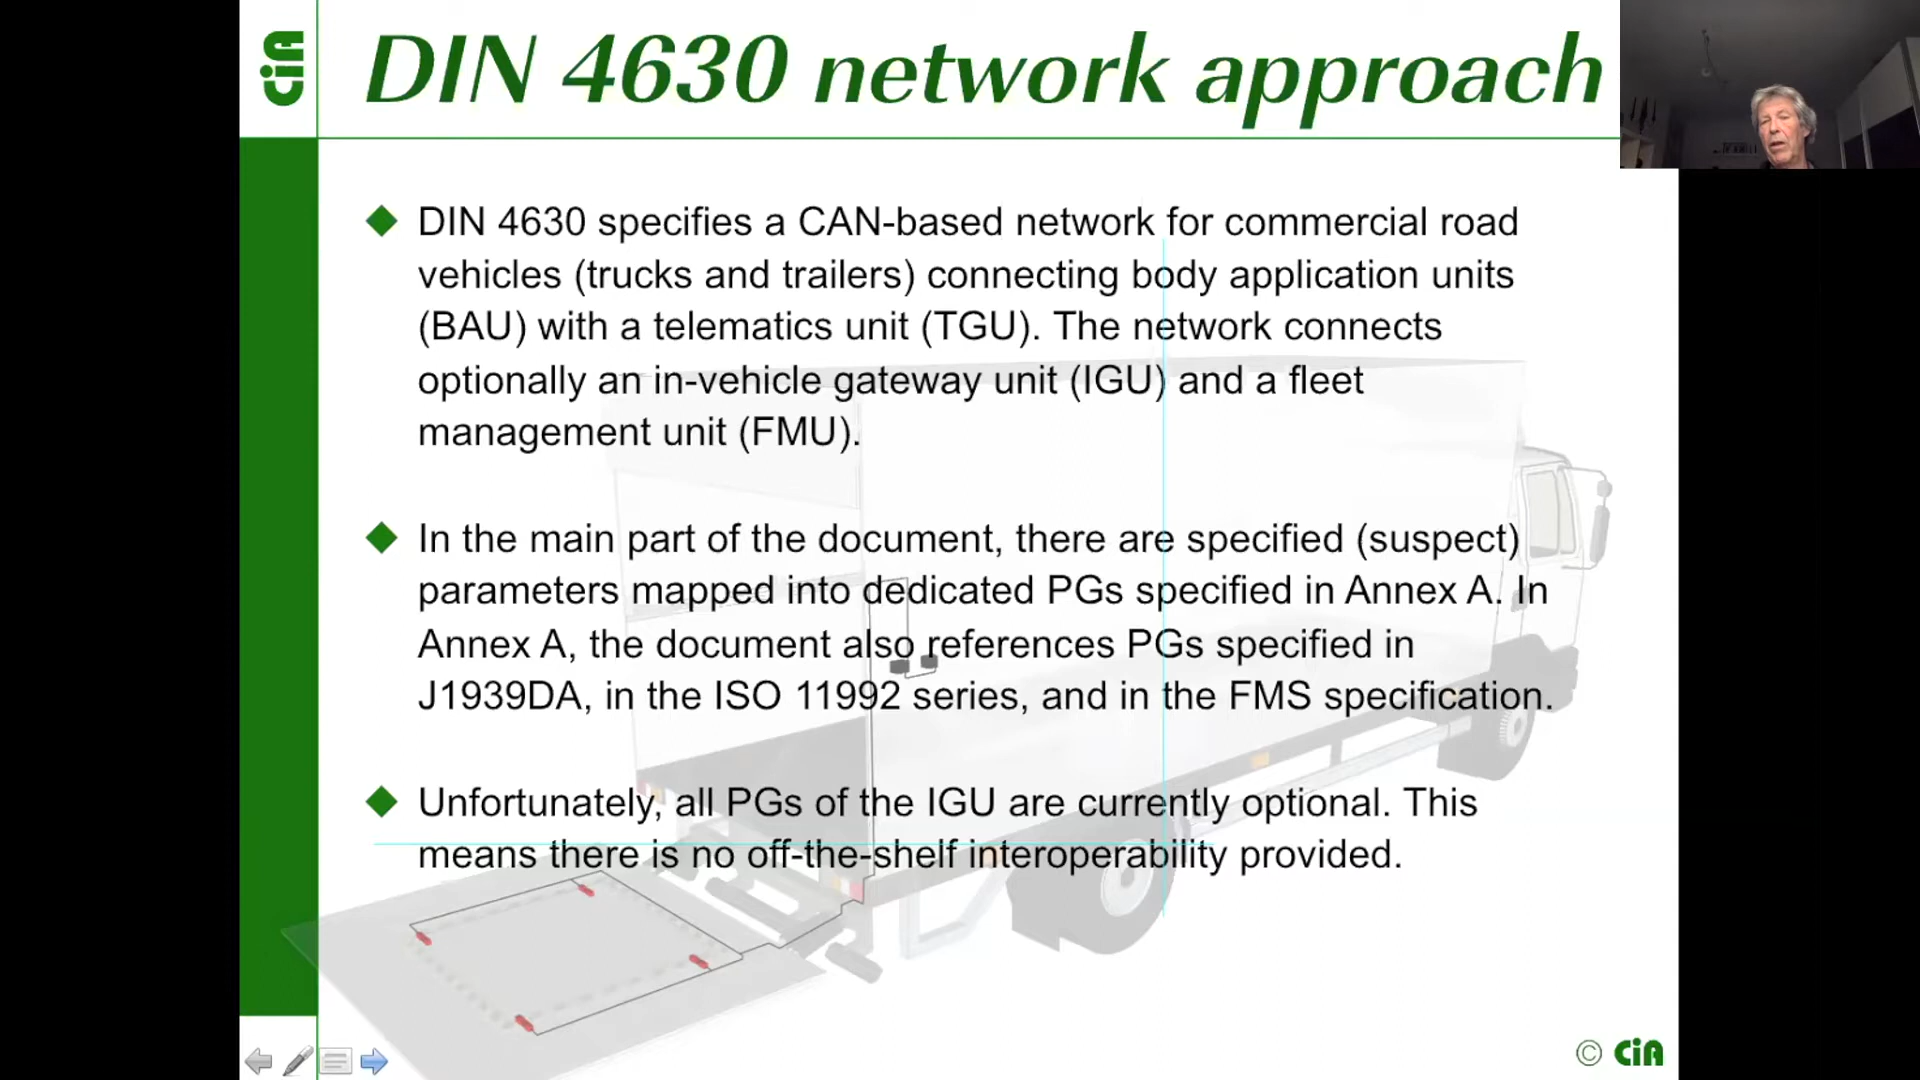 CiA
DIN 4630 network approach
DIN 4630 specifies a CAN-based network for commercial road
vehicles (trucks and trailers) connecting body application units
(BAU) with a telematics unit (TGU). The network connects
optionally an in-vehicle gateway unit (IGU) and a fleet
management unit (FMU).
In the main part of the document, there are specified (suspect)
parameters mapped into dedicated PGs specified in Annex A. In
Annex A, the document also references PGs specified in
J1939DA, in the ISO 11992 series, and in the FMS specification.
Unfortunately, all PGs of the IGU are currently optional. This
means there is no off-the-shelf interoperability provided.
© CiA